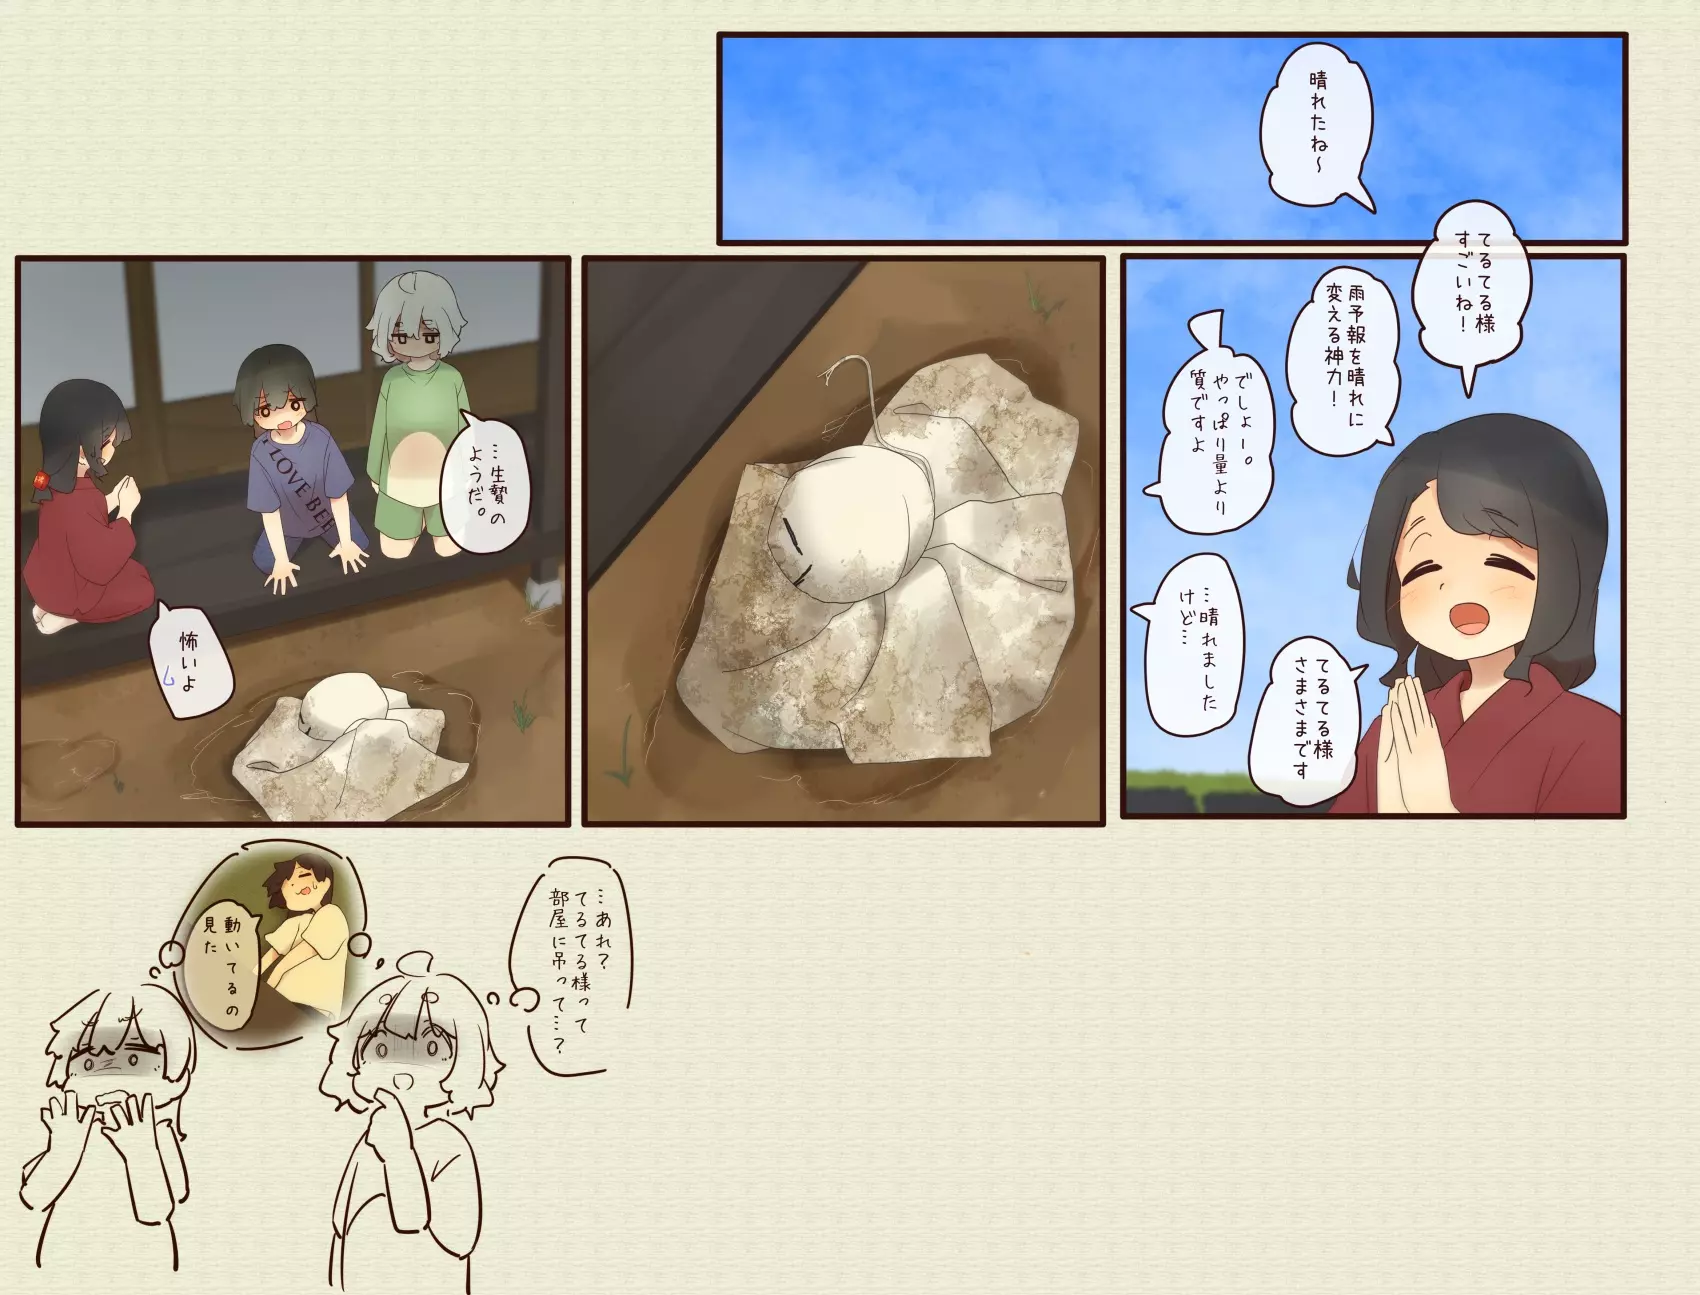 晴れたね〜
てるてる様
すごいね！
雨予報を晴れに
変える神力！
でしょー。
やっぱり量より
質ですよ
…晴れました
けど…
てるてる様
さまさまです
…生贄の
ようだ。
LOVE BEE
怖いよ
…あれ？
てるてる様って
部屋に吊って…？
動いてるの
見た